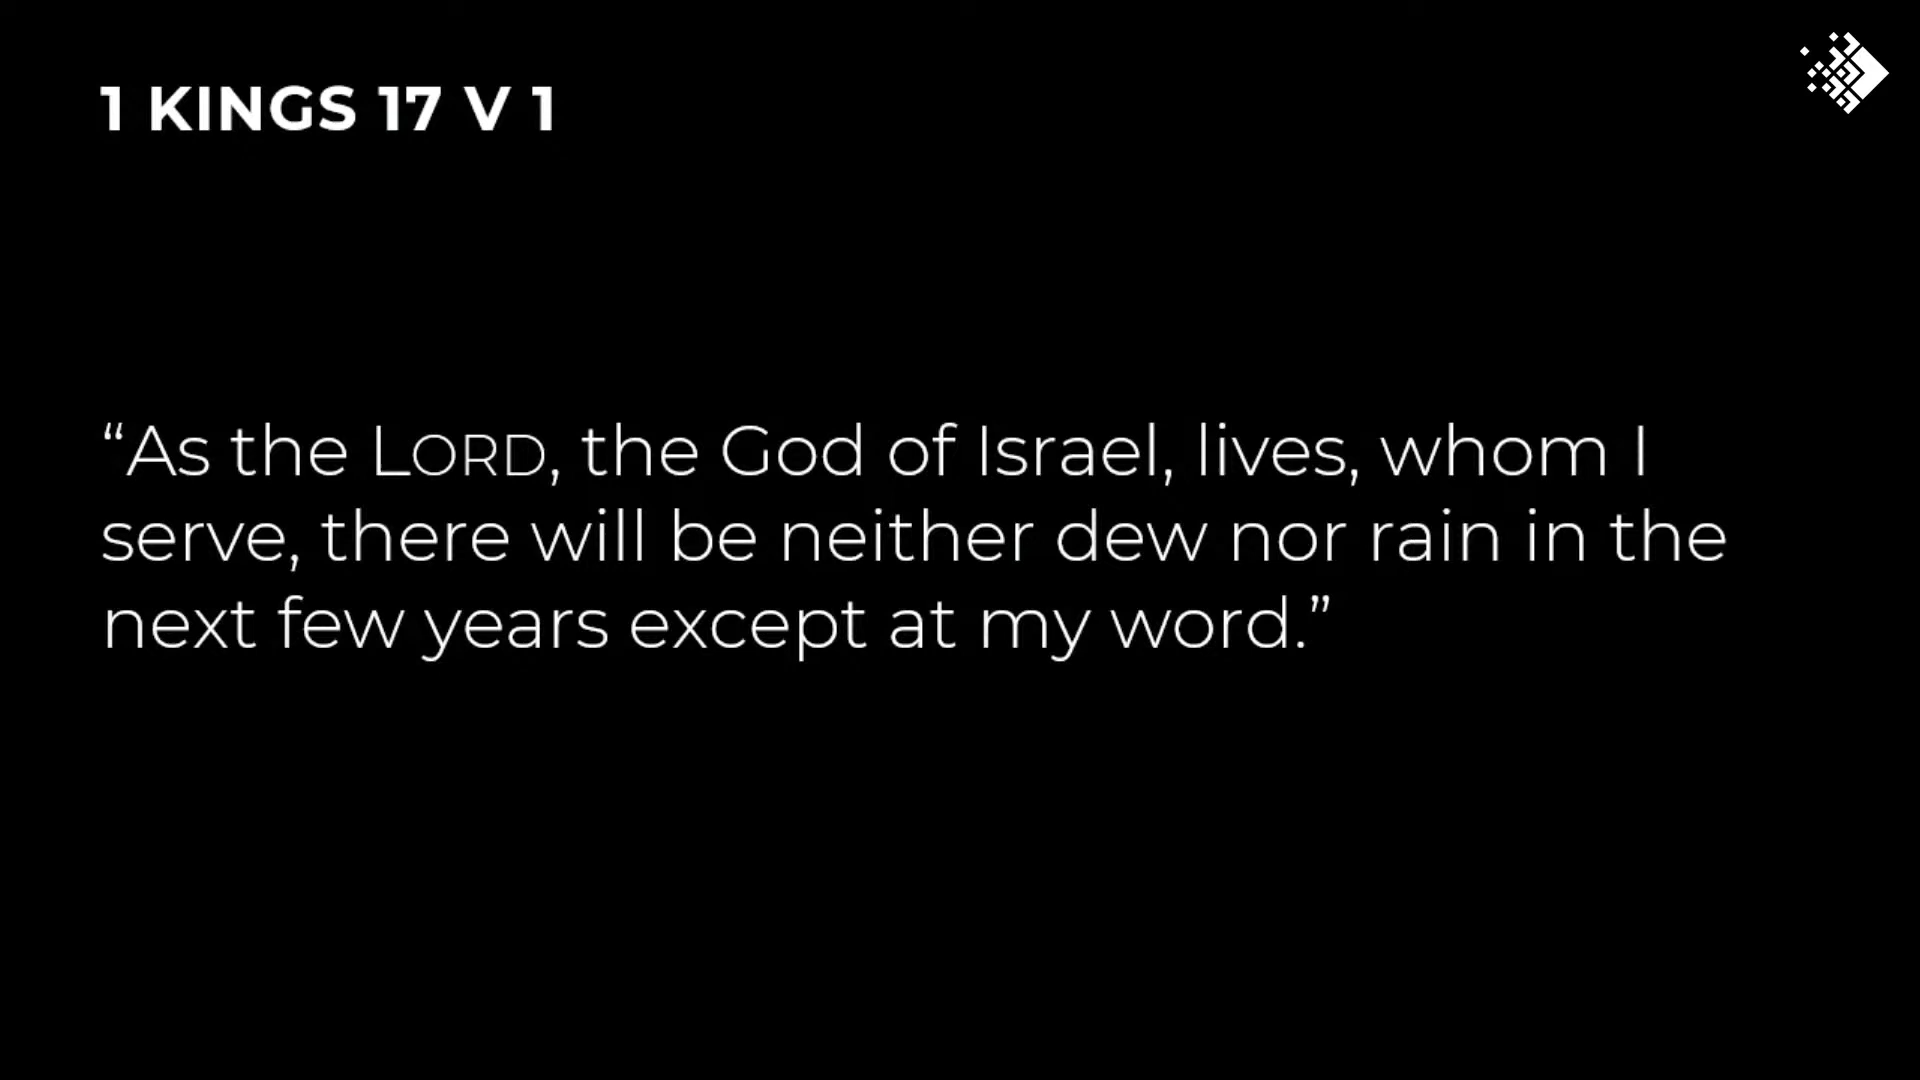 1 KINGS 17 V 1
“As the LORD, the God of Israel, lives, whom I
serve, there will be neither dew nor rain in the
next few years except at my word.”